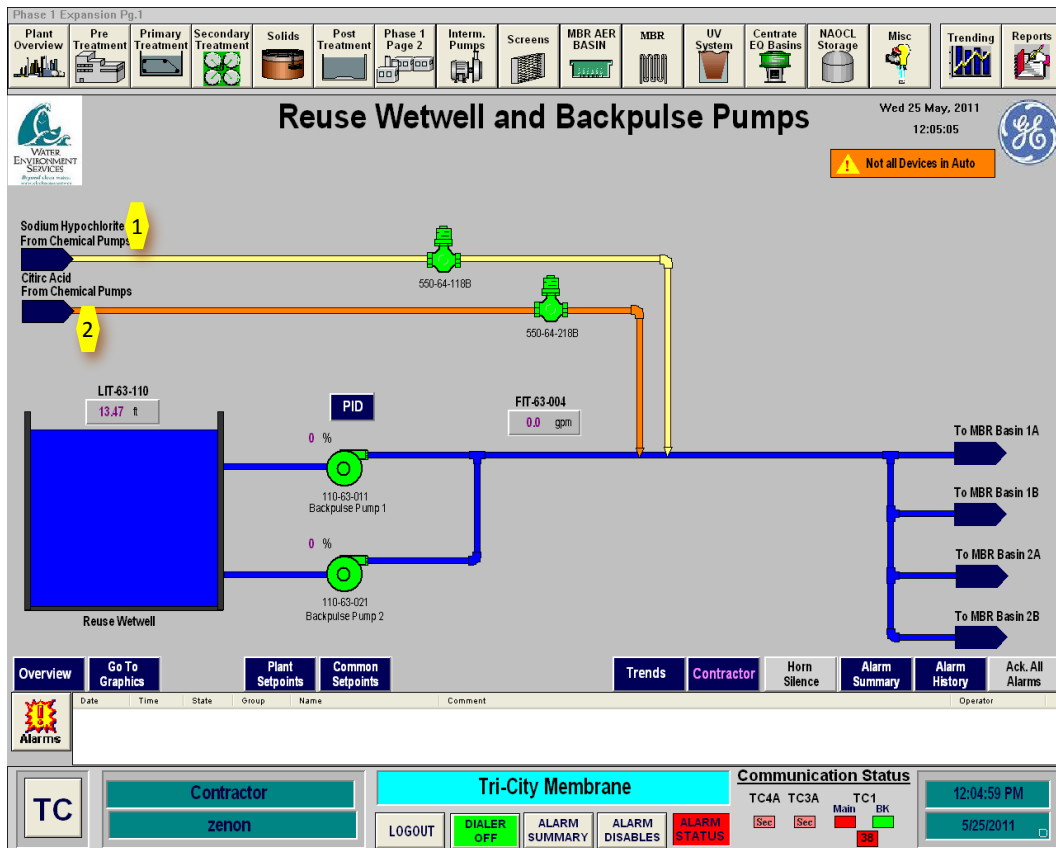 Phase 1 Expansion Pg.1
Plant Overview
Pre Treatment
Primary Treatment
Secondary Treatment
Solids
Post Treatment
Phase 1 Page 2
Interm. Pumps
Screens
MBR AER BASIN
MBR
UV System
Centrate EQ Basins
NAOCL Storage
Misc
Trending
Reports
WATER
ENVIRONMENT
SERVICES
Reuse Wetwell and Backpulse Pumps
Wed 25 May, 2011
12:05:05
GE
! Not all Devices in Auto
Sodium Hypochlorite
From Chemical Pumps
1
550-64-118B
Citirc Acid
From Chemical Pumps
2
550-64-218B
LIT-63-110
13.47 ft
PID
FIT-63-004
0.0 gpm
0 %
110-63-011
Backpulse Pump 1
0 %
110-63-021
Backpulse Pump 2
Reuse Wetwell
To MBR Basin 1A
To MBR Basin 1B
To MBR Basin 2A
To MBR Basin 2B
Overview
Go To Graphics
Plant Setpoints
Common Setpoints
Trends
Contractor
Horn Silence
Alarm Summary
Alarm History
Ack. All Alarms
Alarms
Date Time State Group Name Comment Operator
TC
Contractor
zenon
Tri-City Membrane
LOGOUT
DIALER OFF
ALARM SUMMARY
ALARM DISABLES
ALARM STATUS
Communication Status
TC4A TC3A TC1
Main BK
Sec Sec
38
12:04:59 PM
5/25/2011